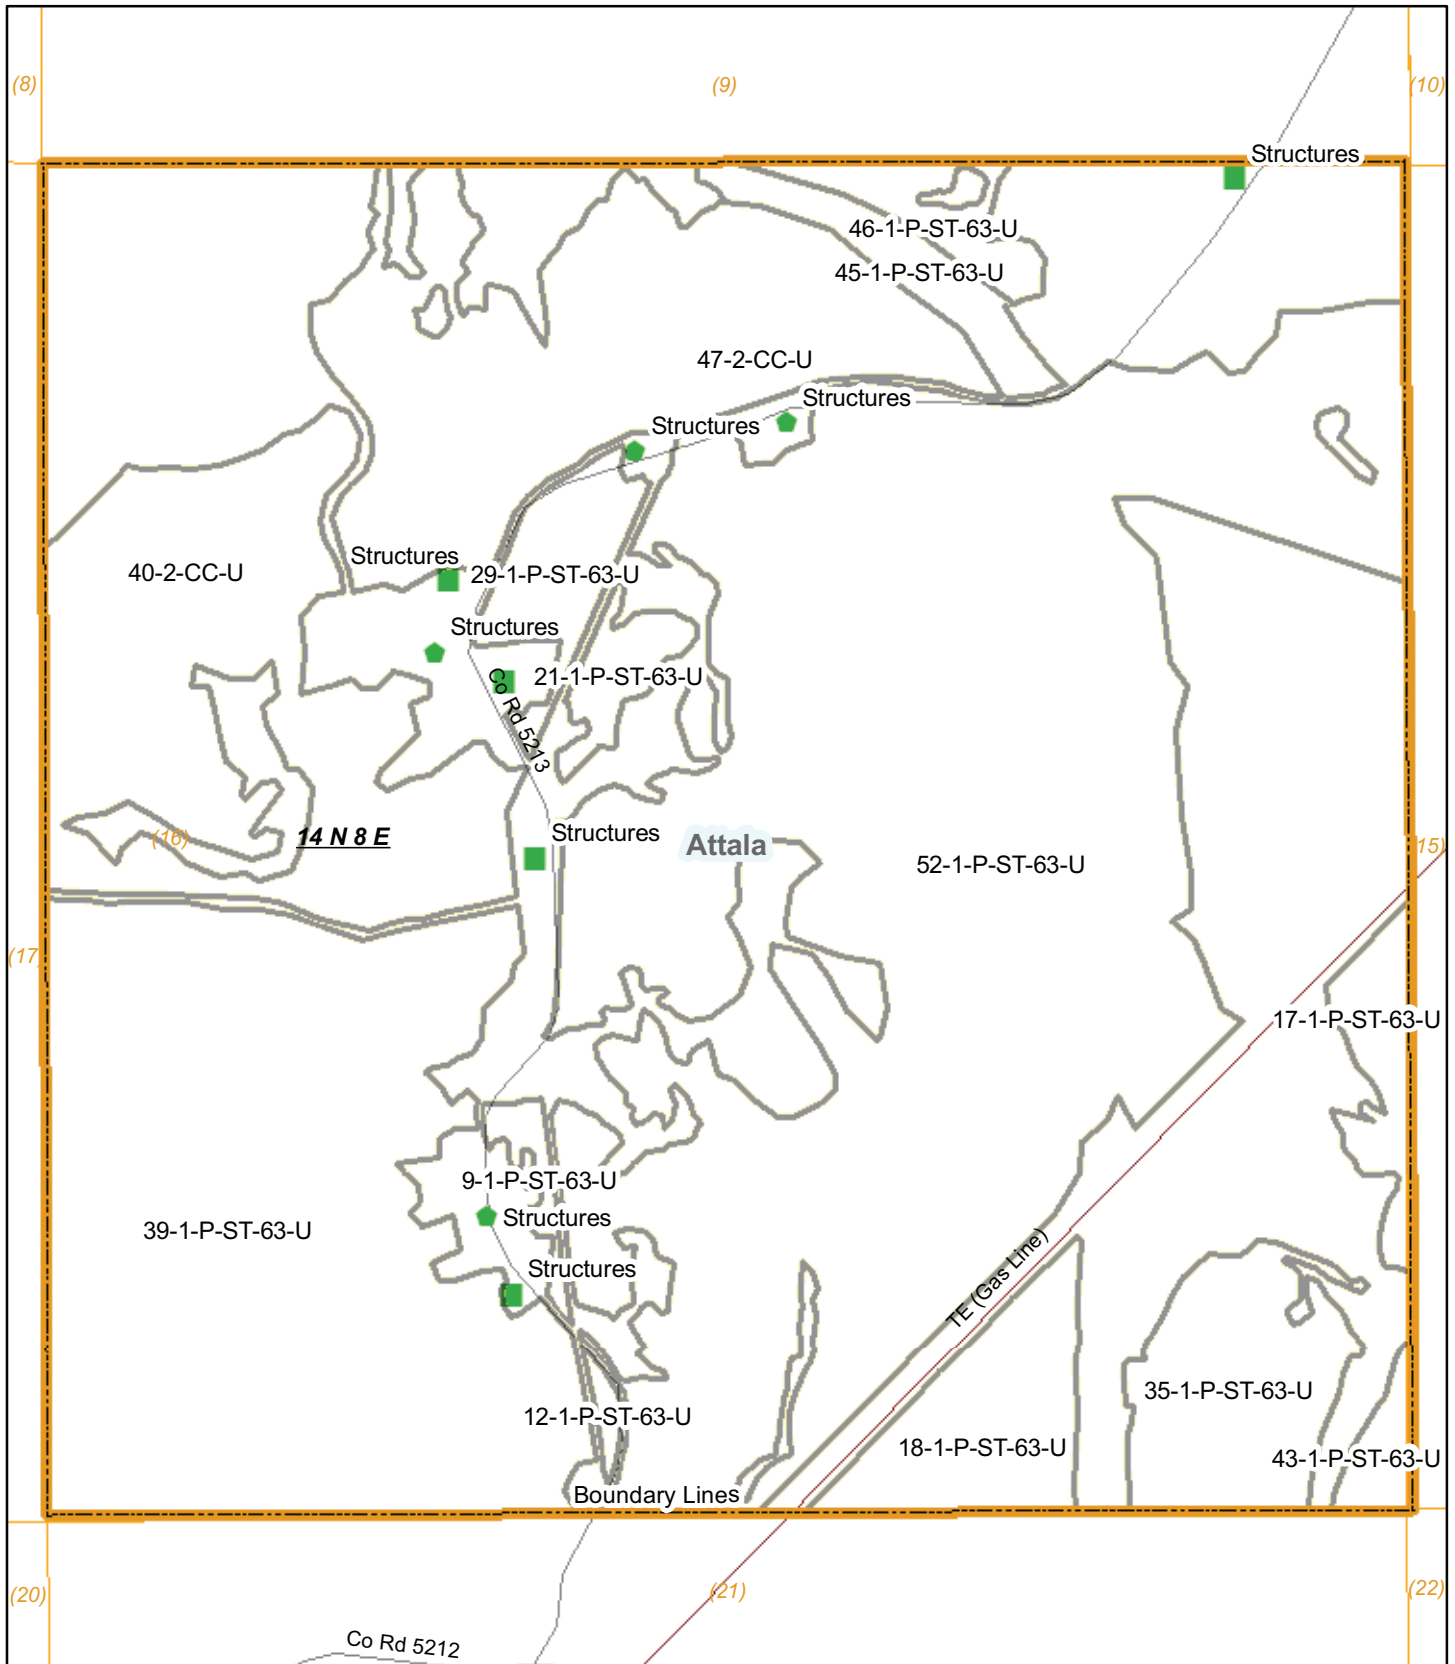 (8)
(9)
(10)
Structures
46-1-P-ST-63-U
45-1-P-ST-63-U
47-2-CC-U
Structures
Structures
Structures
40-2-CC-U
29-1-P-ST-63-U
Structures
21-1-P-ST-63-U
Co Rd 5213
(16)
14 N 8 E
Structures
Attala
15)
52-1-P-ST-63-U
(17
17-1-P-ST-63-U
9-1-P-ST-63-U
39-1-P-ST-63-U
Structures
Structures
TE (Gas Line)
35-1-P-ST-63-U
12-1-P-ST-63-U
18-1-P-ST-63-U
43-1-P-ST-63-U
Boundary Lines
(20)
(21)
(22)
Co Rd 5212